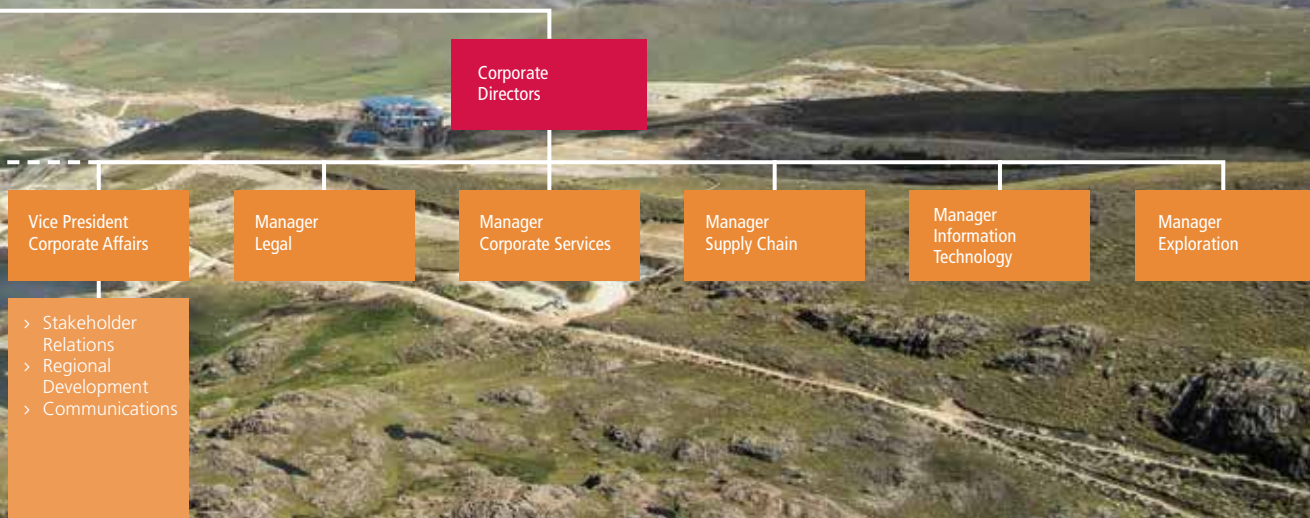 Corporate
Directors
Vice President
Corporate Affairs
Manager
Legal
Manager
Corporate Services
Manager
Supply Chain
Manager
Information
Technology
Manager
Exploration
› Stakeholder
Relations
› Regional
Development
› Communications